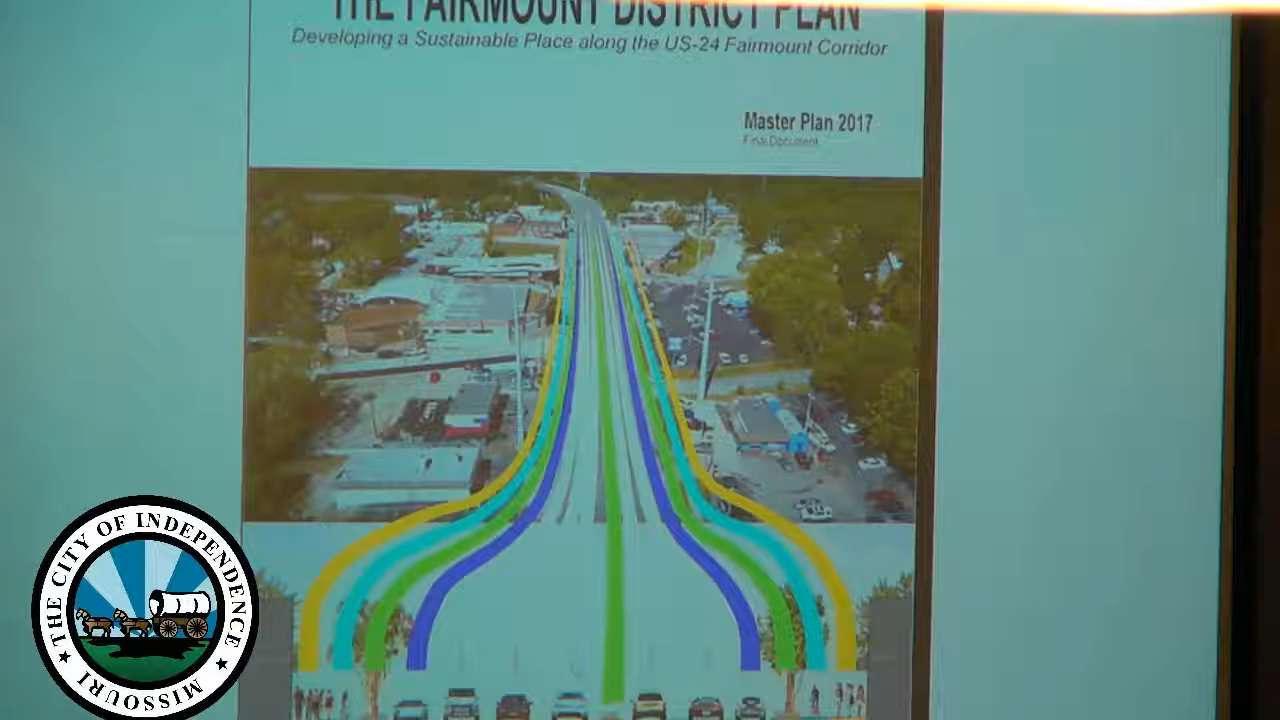 THE FAIRMOUNT DISTRICT PLAN
Developing a Sustainable Place along the US-24 Fairmount Corridor
Master Plan 2017
Final Document
THE CITY OF INDEPENDENCE
MISSOURI